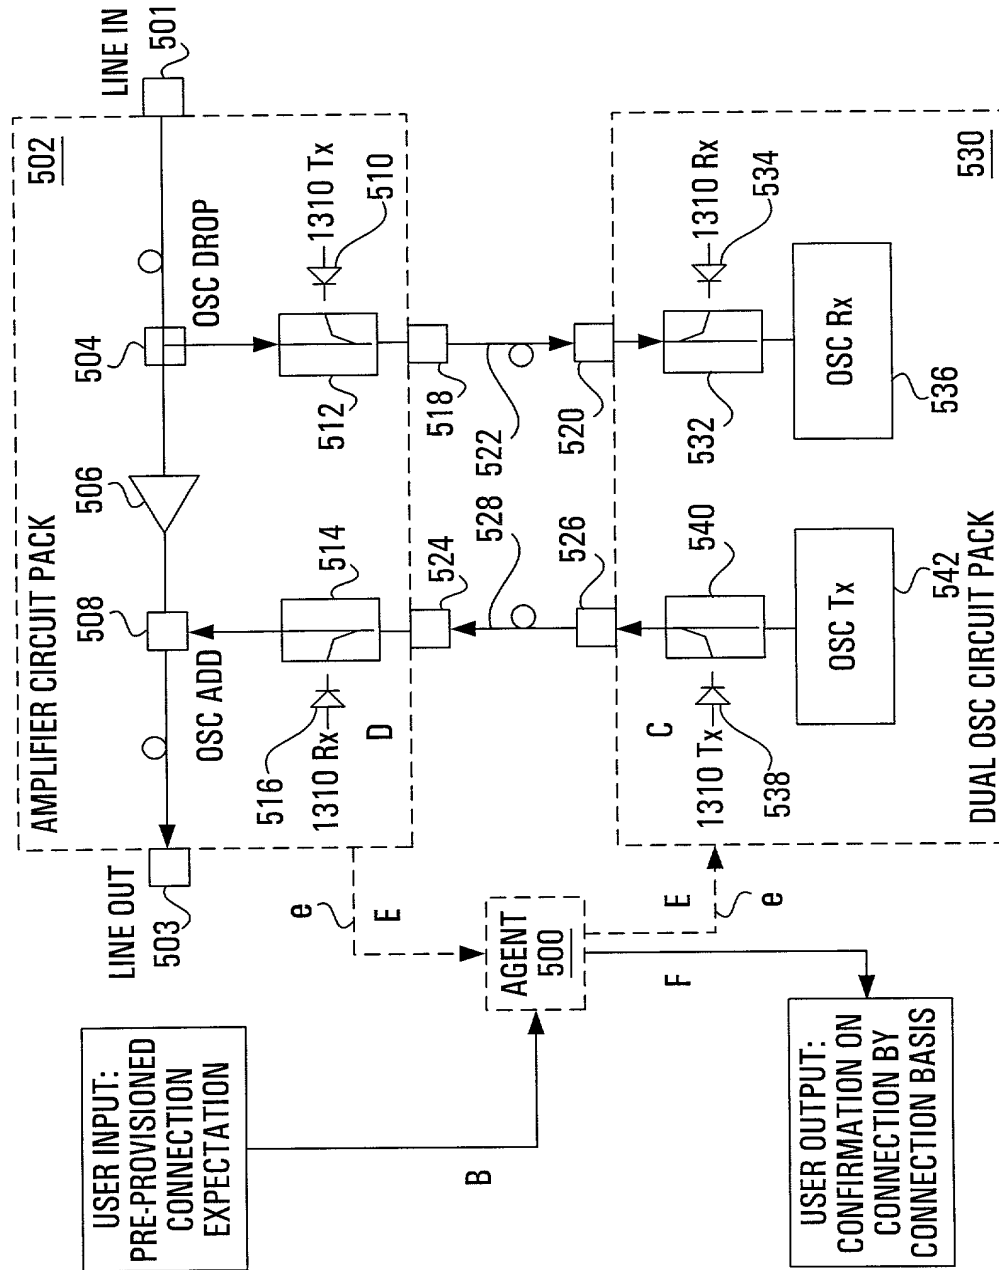 USER INPUT:
PRE-PROVISIONED
CONNECTION
EXPECTATION
B
LINE OUT
503
AMPLIFIER CIRCUIT PACK
502
LINE IN
501
508
506
504
OSC ADD
OSC DROP
516
1310 Rx
514
512
1310 Tx
510
D
524
518
e
E
528
522
AGENT
500
526
520
E
e
F
C
1310 Tx
538
540
532
1310 Rx
534
OSC Tx
542
OSC Rx
536
DUAL OSC CIRCUIT PACK
530
USER OUTPUT:
CONFIRMATION ON
CONNECTION BY
CONNECTION BASIS